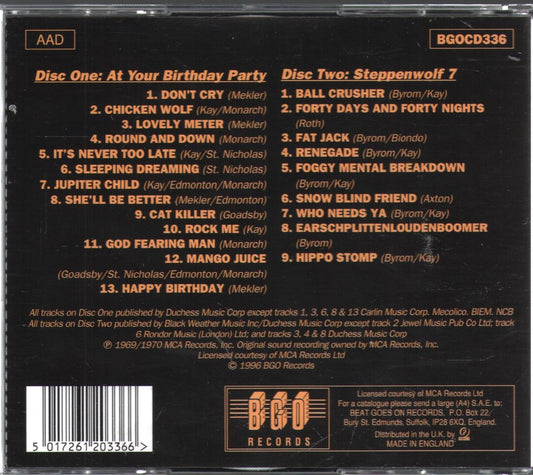 AAD
BGOCD336
Disc One: At Your Birthday Party
1. DON'T CRY (Mekler)
2. CHICKEN WOLF (Kay/Monarch)
3. LOVELY METER (Mekler)
4. ROUND AND DOWN (Monarch)
5. IT'S NEVER TOO LATE (Kay/St. Nicholas)
6. SLEEPING DREAMING (St. Nicholas)
7. JUPITER CHILD (Kay/Edmonton/Monarch)
8. SHE'LL BE BETTER (Mekler/Edmonton)
9. CAT KILLER (Goadsby)
10. ROCK ME (Kay)
11. GOD FEARING MAN (Monarch)
12. MANGO JUICE
(Goadsby/St. Nicholas/Edmonton/Monarch)
13. HAPPY BIRTHDAY (Mekler)
Disc Two: Steppenwolf 7
1. BALL CRUSHER (Byrom/Kay)
2. FORTY DAYS AND FORTY NIGHTS
(Roth)
3. FAT JACK (Byrom/Biondo)
4. RENEGADE (Byrom/Kay)
5. FOGGY MENTAL BREAKDOWN
(Byrom/Kay)
6. SNOW BLIND FRIEND (Axton)
7. WHO NEEDS YA (Byrom/Kay)
8. EARSCHPLITTENLOUDENBOOMER
(Byrom)
9. HIPPO STOMP (Byrom/Kay)
All tracks on Disc One published by Duchess Music Corp except tracks 1, 3, 6, 8 & 13 Carlin Music Corp. Mecolico. BIEM. NCB
All tracks on Disc Two published by Black Weather Music Inc/Duchess Music Corp except track 2 Jewel Music Pub Co Ltd; track
6 Rondor Music (London) Ltd; and tracks 3, 4 & 8 Duchess Music Corp
℗ 1969/1970 MCA Records, Inc. Original sound recording owned by MCA Records, Inc.
Licensed courtesy of MCA Records Ltd
© 1996 BGO Records
5 017261 203366>
BGO
RECORDS
Licensed courtesy of MCA Records Ltd
For a catalogue please send a large (A4) S.A.E. to:
BEAT GOES ON RECORDS, P.O. Box 22,
Bury St. Edmunds, Suffolk, IP28 6XQ, England.
Distributed in the U.K. by
MADE IN ENGLAND